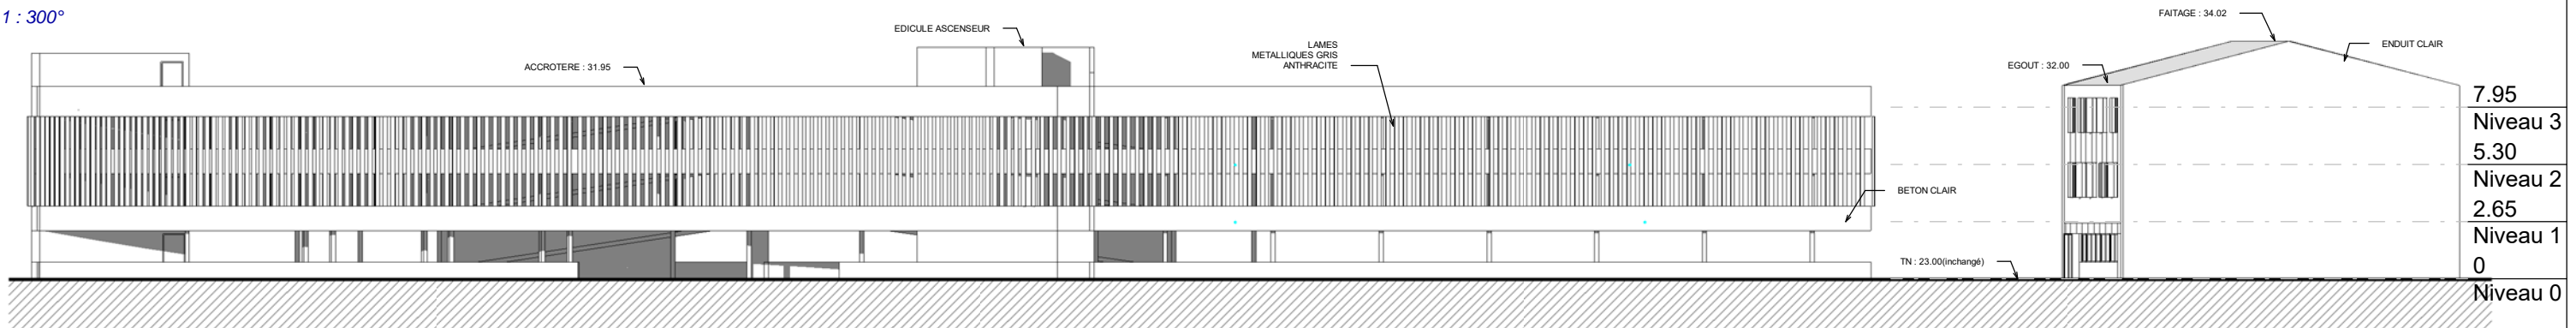 1 : 300°
FAITAGE : 34.02
EDICULE ASCENSEUR
LAMES
METALLIQUES GRIS
ANTHRACITE
ENDUIT CLAIR
ACCROTERE : 31.95
EGOUT : 32.00
7.95
Niveau 3
5.30
Niveau 2
BETON CLAIR
2.65
Niveau 1
TN : 23.00(inchangé)
0
Niveau 0